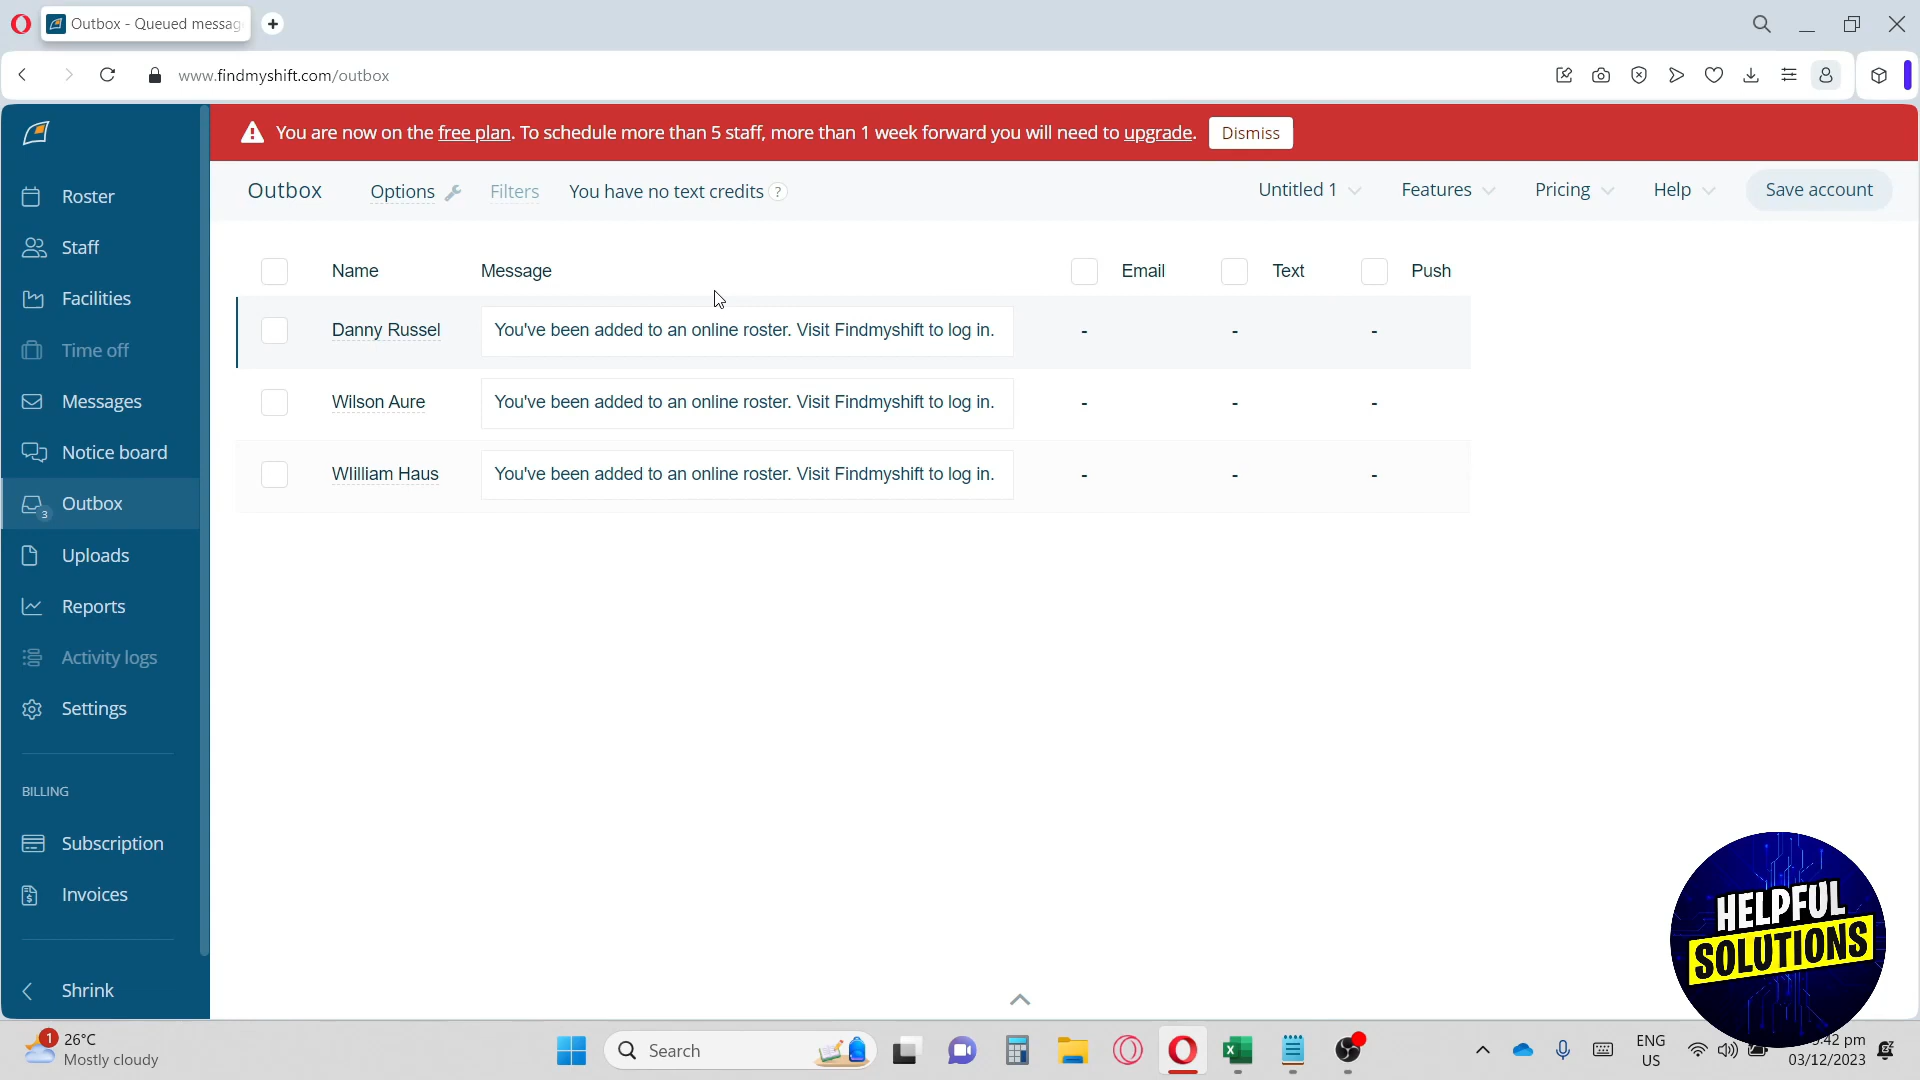 Outbox - Queued messag
www.findmyshift.com/outbox
You are now on the free plan. To schedule more than 5 staff, more than 1 week forward you will need to upgrade. Dismiss
Outbox Options Filters You have no text credits ? Untitled 1 Features Pricing Help Save account
Roster
Staff
Facilities
Time off
Messages
Notice board
3 Outbox
Uploads
Reports
Activity logs
Settings
BILLING
Subscription
Invoices
Shrink
Name Message Email Text Push
Danny Russel You've been added to an online roster. Visit Findmyshift to log in. - - -
Wilson Aure You've been added to an online roster. Visit Findmyshift to log in. - - -
WIilliam Haus You've been added to an online roster. Visit Findmyshift to log in. - - -
HELPFUL
SOLUTIONS
1 26°C
Mostly cloudy
Search
ENG
US
:42 pm
03/12/2023